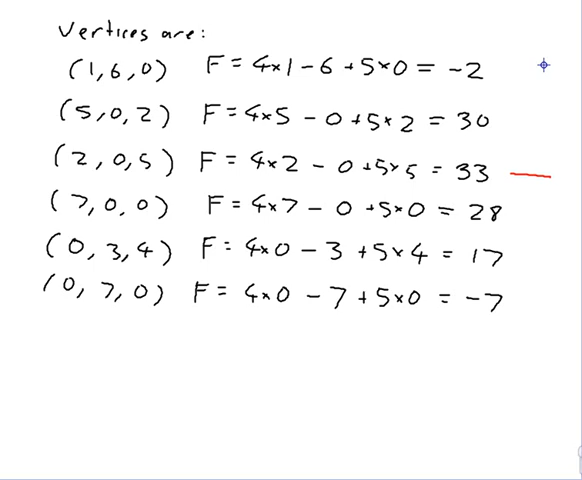 Vertices are:
(1,6,0) F = 4×1 - 6 + 5×0 = -2
(5,0,2) F = 4×5 - 0 + 5×2 = 30
(2,0,5) F = 4×2 - 0 + 5×5 = 33
(7,0,0) F = 4×7 - 0 + 5×0 = 28
(0,3,4) F = 4×0 - 3 + 5×4 = 17
(0,7,0) F = 4×0 - 7 + 5×0 = -7